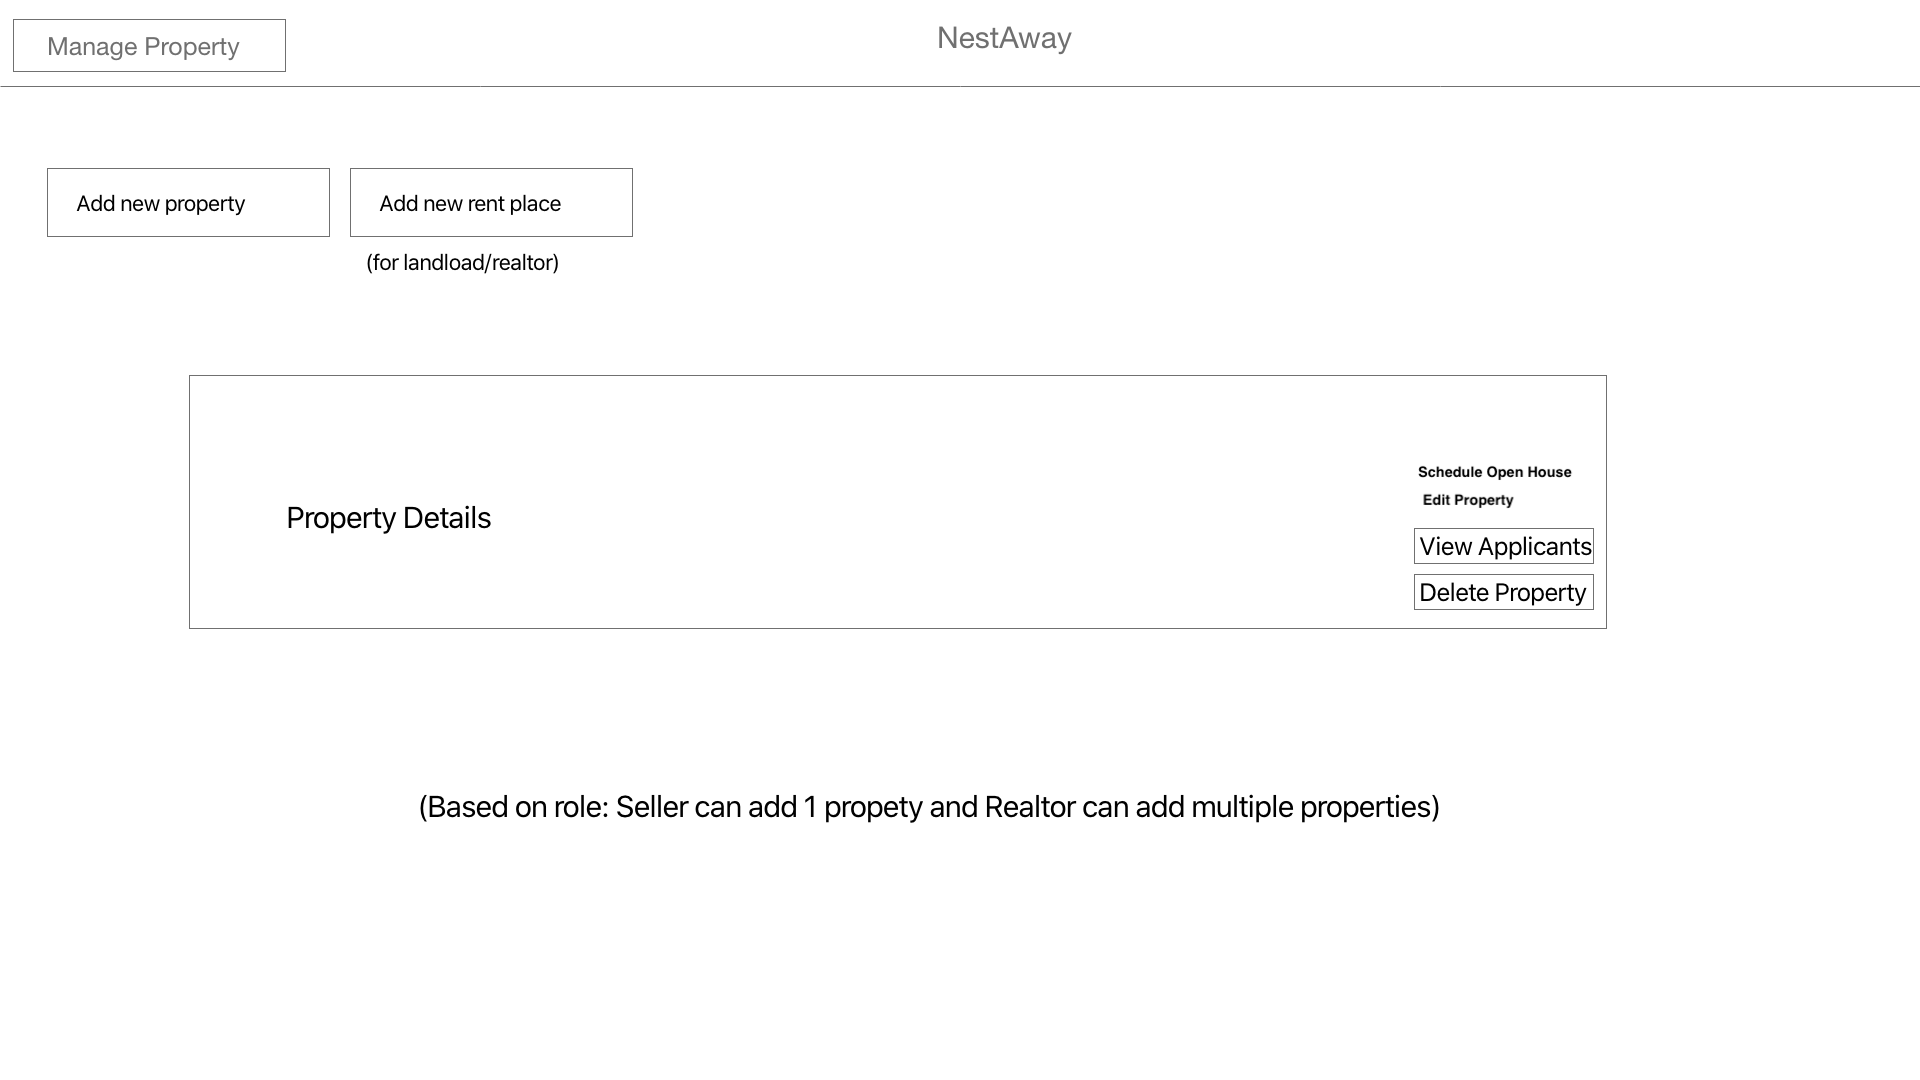 Manage Property
NestAway
Add new property
Add new rent place
(for landload/realtor)
Schedule Open House
Edit Property
Property Details
View Applicants
Delete Property
(Based on role: Seller can add 1 propety and Realtor can add multiple properties)